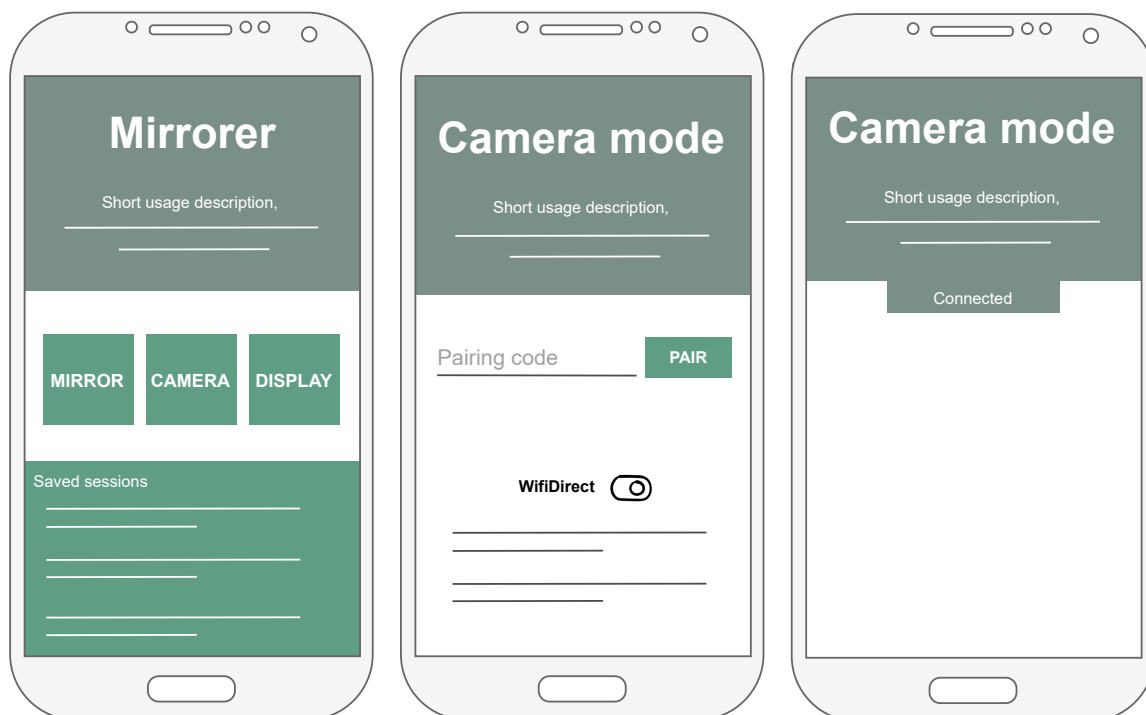 Mirrorer
Short usage description,
MIRROR
CAMERA
DISPLAY
Saved sessions
Camera mode
Short usage description,
Pairing code
PAIR
WifiDirect
Camera mode
Short usage description,
Connected